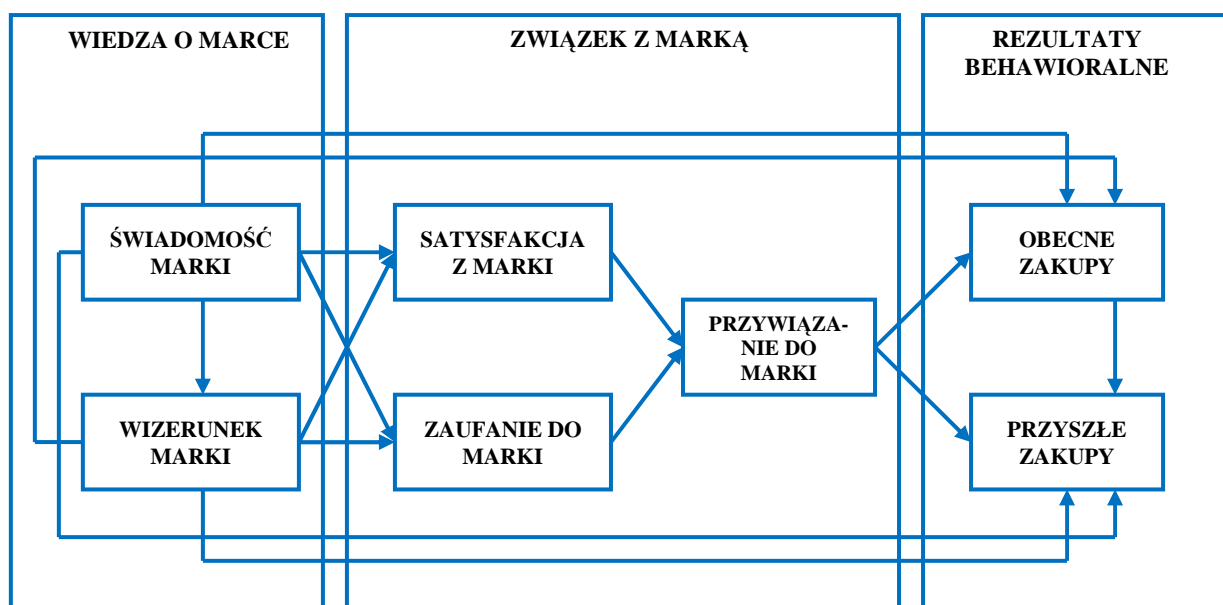 WIEDZA O MARCE
ZWIĄZEK Z MARKĄ
REZULTATY
BEHAWIORALNE
ŚWIADOMOŚĆ
MARKI
SATYSFAKCJA
Z MARKI
OBECNE
ZAKUPY
PRZYWIĄZA-
NIE DO
MARKI
WIZERUNEK
MARKI
ZAUFANIE DO
MARKI
PRZYSZŁE
ZAKUPY